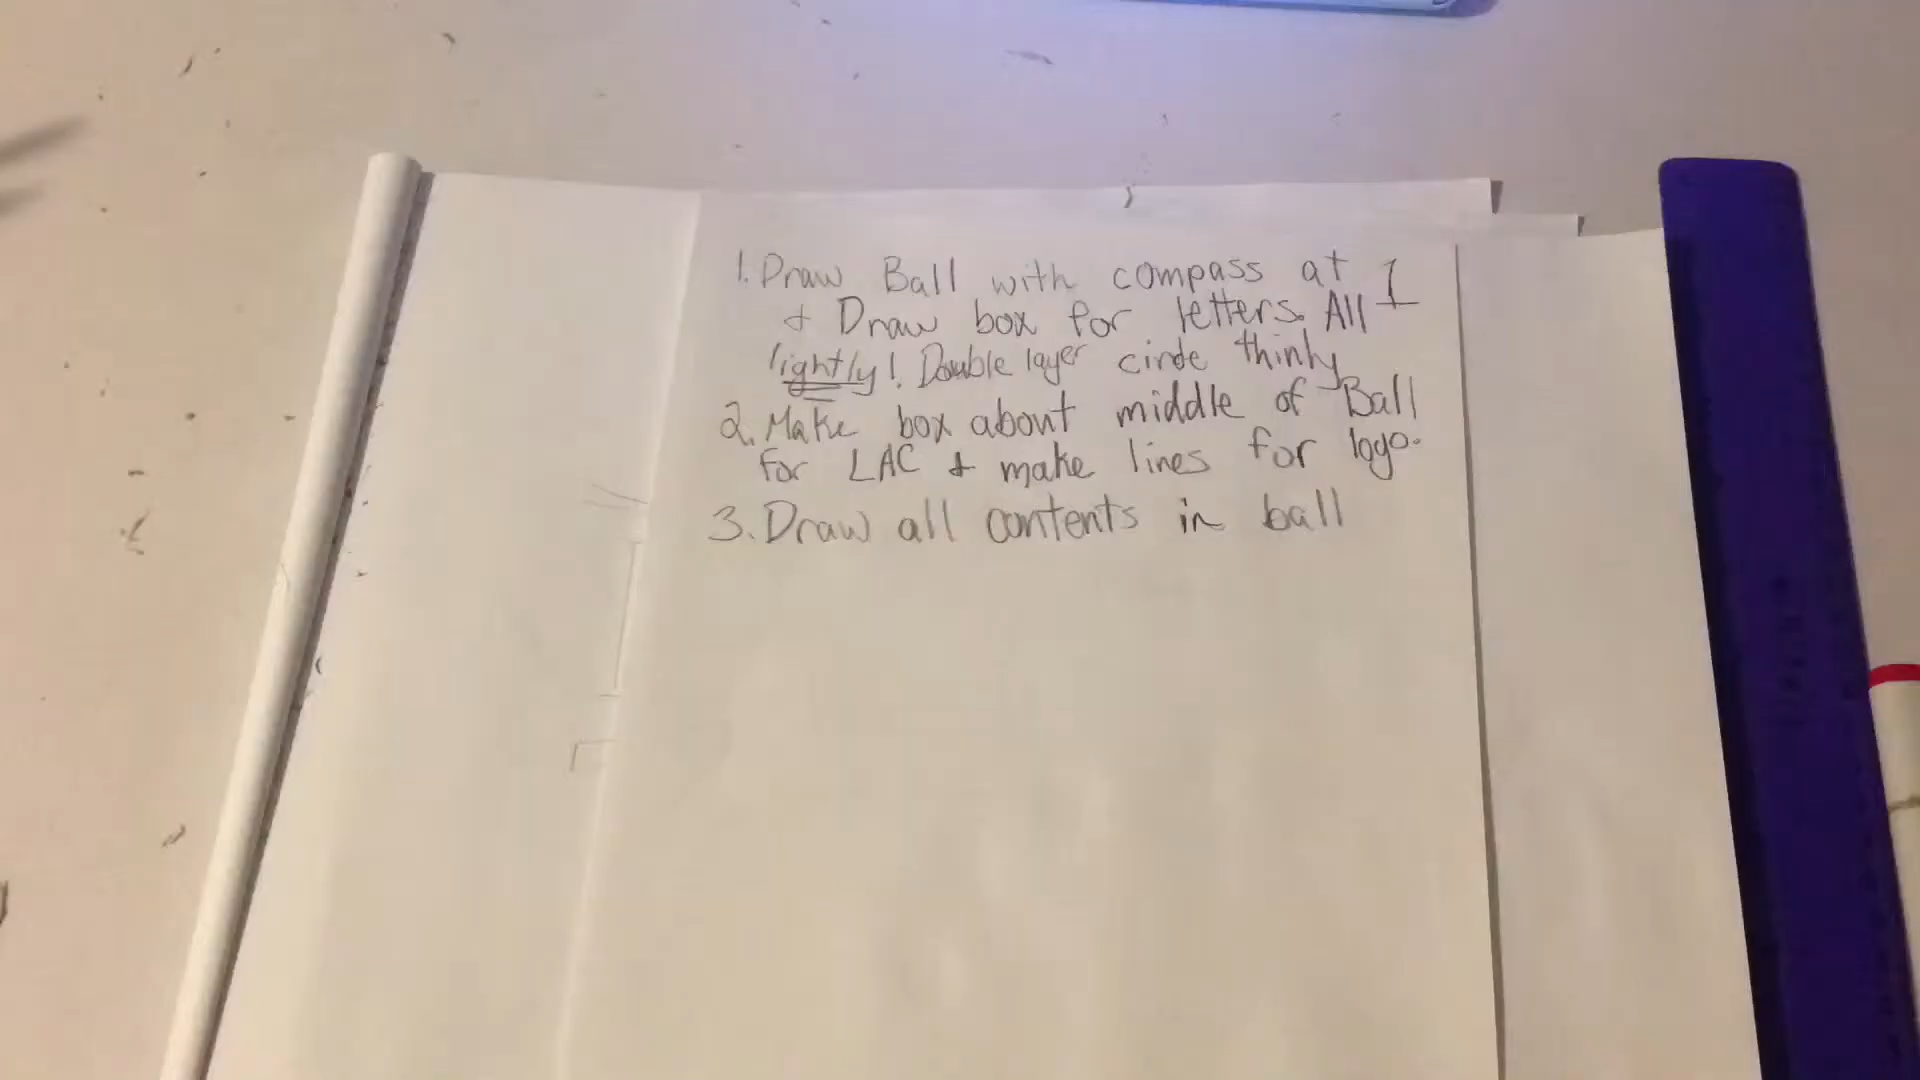 1. Draw Ball with compass at 1
& Draw box for letters. All
lightly! Double layer circle thinly
2. Make box about middle of Ball
for LAC & make lines for logo.
3. Draw all contents in ball